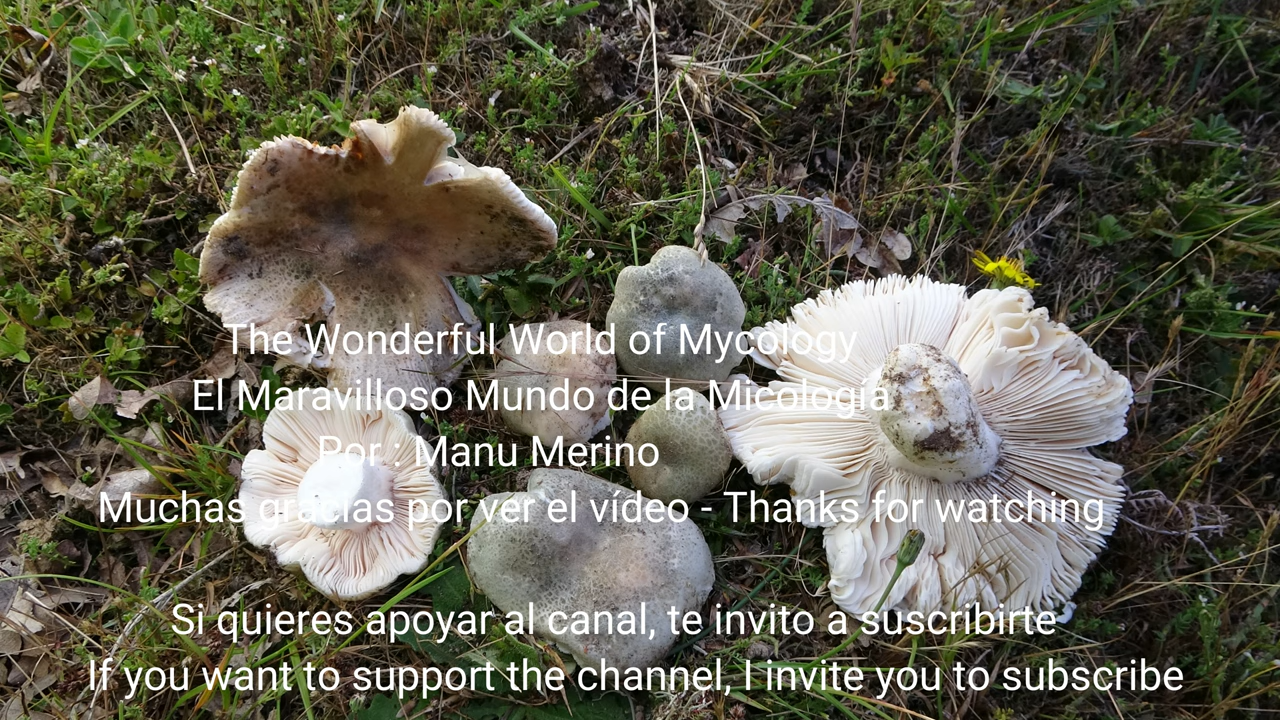 The Wonderful World of Mycology
El Maravilloso Mundo de la Micología
Por : Manu Merino
Muchas gracias por ver el vídeo - Thanks for watching
Si quieres apoyar al canal, te invito a suscribirte
If you want to support the channel, I invite you to subscribe